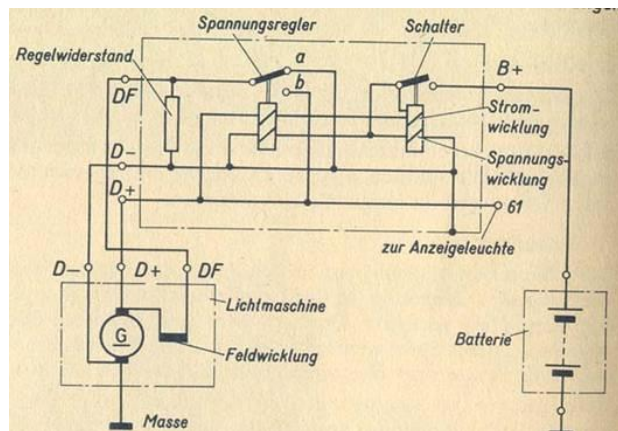 Spannungsregler
Schalter
Regelwiderstand
a
b
B+
DF
Strom-
wicklung
D-
Spannungs-
wicklung
D+
61
zur Anzeigeleuchte
D-
D+
DF
Lichtmaschine
G
Feldwicklung
Batterie
Masse